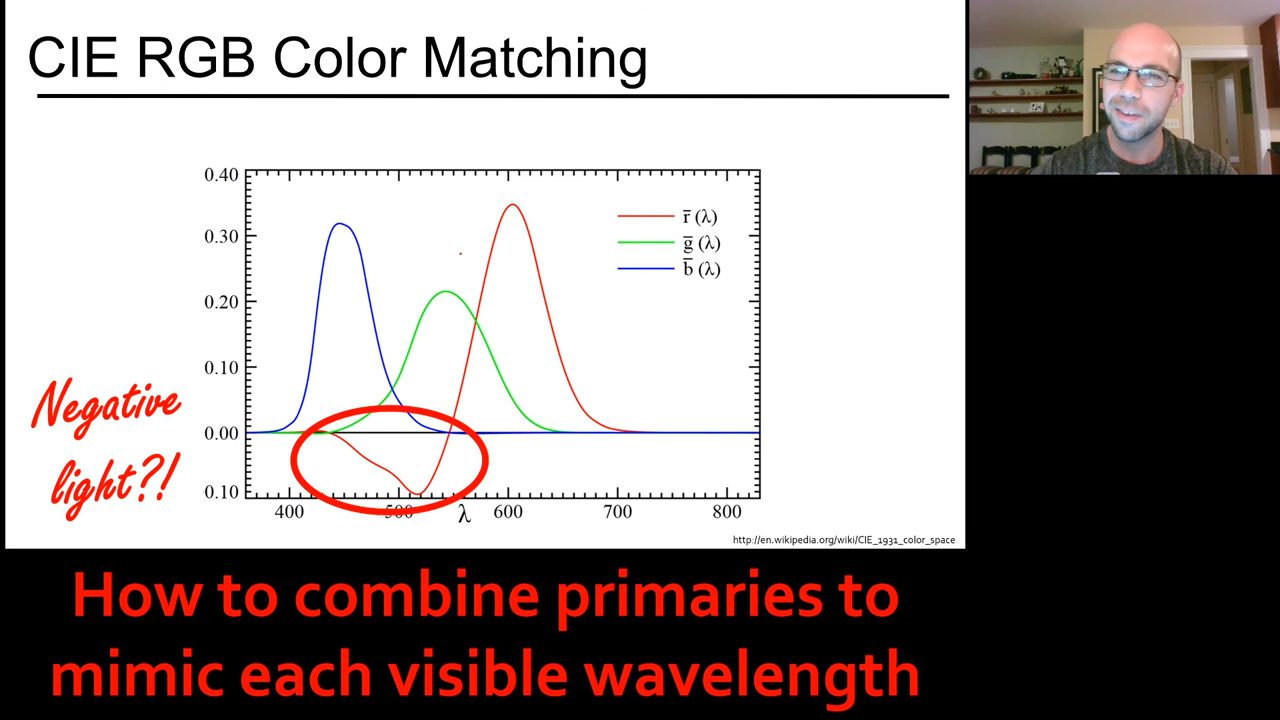 CIE RGB Color Matching
0.40
0.30
0.20
0.10
0.00
0.10
r̅ (λ)
g̅ (λ)
b̅ (λ)
400 500 λ 600 700 800
Negative
light?!
http://en.wikipedia.org/wiki/CIE_1931_color_space
How to combine primaries to
mimic each visible wavelength